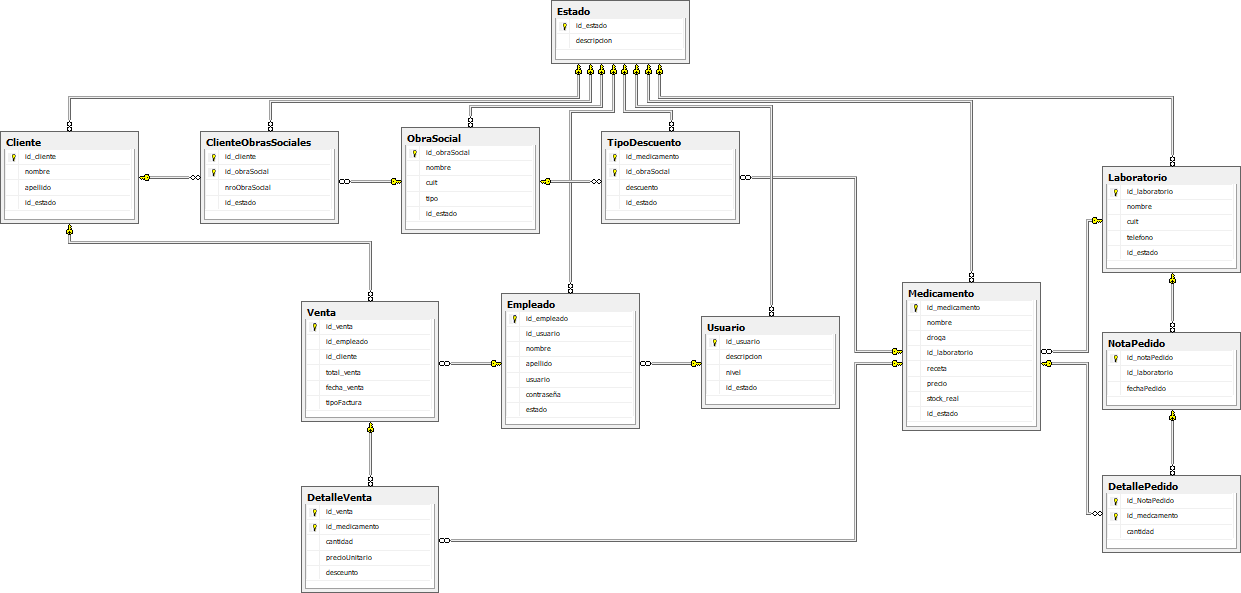 Estado
id_estado
descripcion
Cliente
id_cliente
nombre
apellido
id_estado
ClienteObrasSociales
id_cliente
id_obraSocial
nroObraSocial
id_estado
ObraSocial
id_obraSocial
nombre
cuit
tipo
id_estado
TipoDescuento
id_medicamento
id_obraSocial
descuento
id_estado
Laboratorio
id_laboratorio
nombre
cuit
telefono
id_estado
Venta
id_venta
id_empleado
id_cliente
total_venta
fecha_venta
tipoFactura
Empleado
id_empleado
id_usuario
nombre
apellido
usuario
contraseña
estado
Usuario
id_usuario
descripcion
nivel
id_estado
Medicamento
id_medicamento
nombre
droga
id_laboratorio
receta
precio
stock_real
id_estado
NotaPedido
id_notaPedido
id_laboratorio
fechaPedido
DetalleVenta
id_venta
id_medicamento
cantidad
precioUnitario
desceunto
DetallePedido
id_NotaPedido
id_medcamento
cantidad